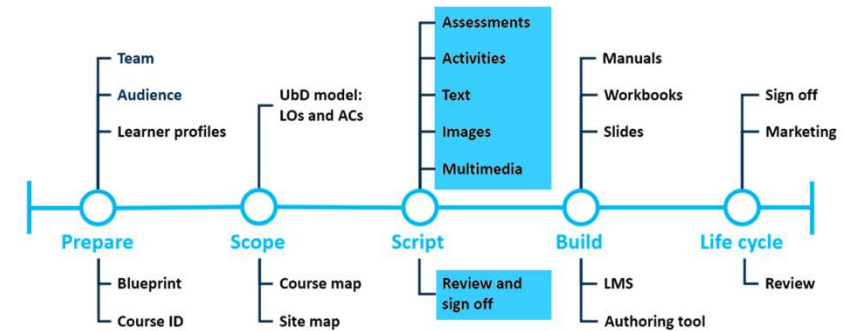 Team
Audience
Learner profiles
UbD model:
LOs and ACs
Assessments
Activities
Text
Images
Multimedia
Manuals
Workbooks
Slides
Sign off
Marketing
Prepare
Scope
Script
Build
Life cycle
Blueprint
Course ID
Course map
Site map
Review and
sign off
LMS
Authoring tool
Review